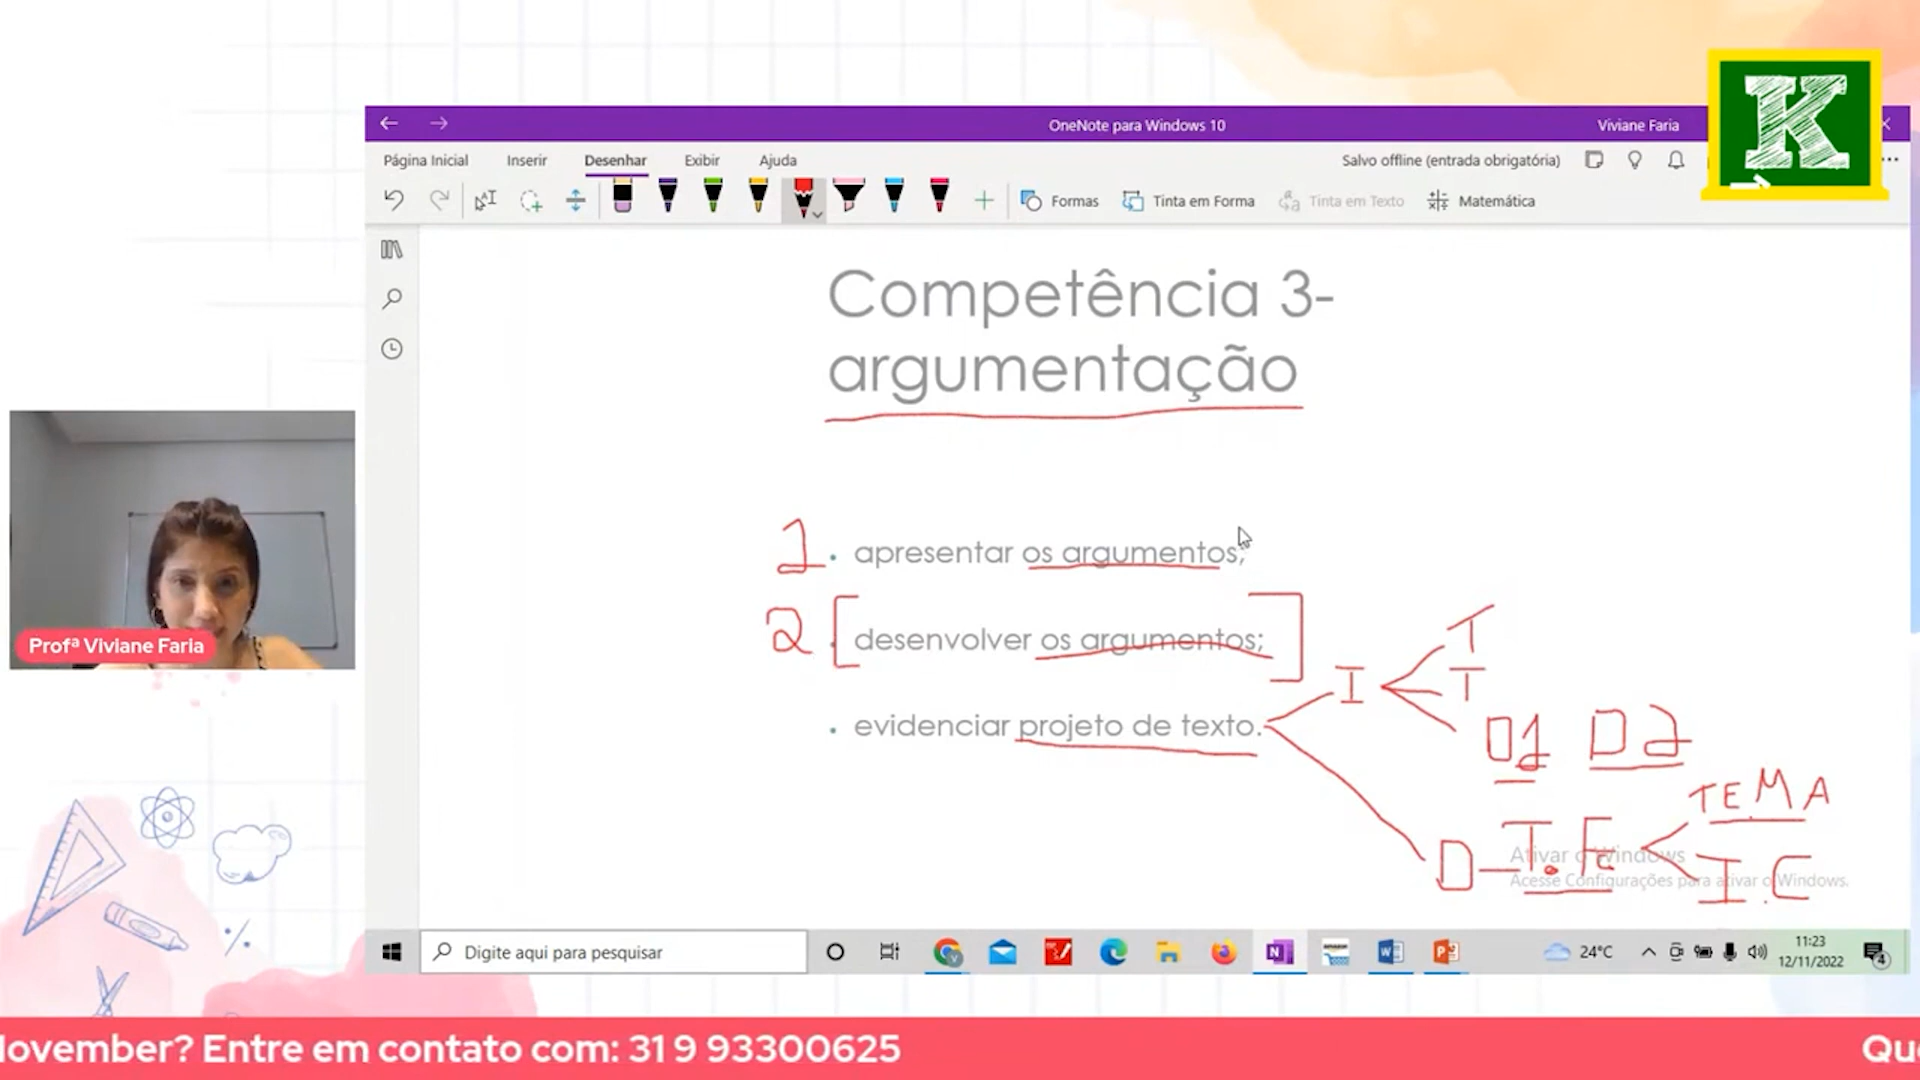 K
OneNote para Windows 10
Viviane Faria
Página Inicial Inserir Desenhar Exibir Ajuda
Salvo offline (entrada obrigatória)
Formas Tinta em Forma Tinta em Texto Matemática
Competência 3-
argumentação
1. apresentar os argumentos;
2 [desenvolver os argumentos;]
. evidenciar projeto de texto.
I
T
T
D1 D2
D - T.F
TEMA
I.C
Ativar o Windows
Acesse Configurações para ativar o Windows.
Profª Viviane Faria
Digite aqui para pesquisar
24°C
11:23
12/11/2022
4
November? Entre em contato com: 31 9 93300625
Qu